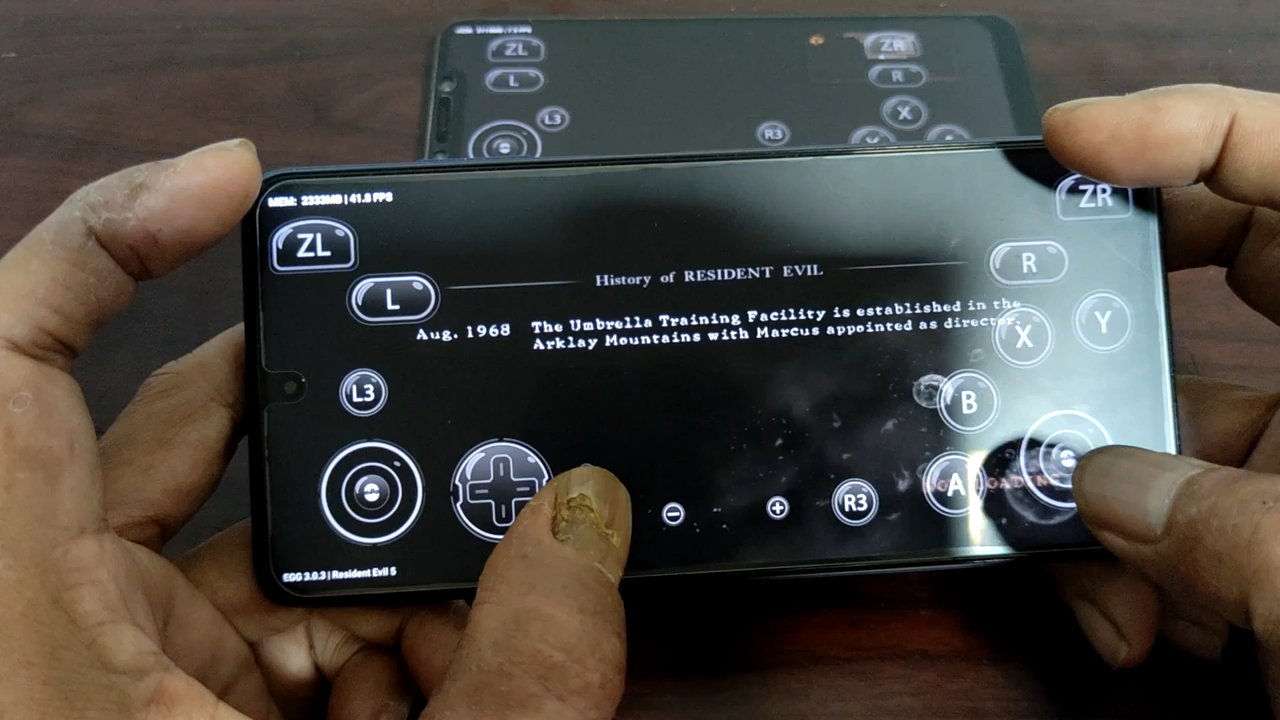 ZL
ZR
L
R
L3
X
R3
MEM: 2333MB | 41.8 FPS
ZL
ZR
L
R
History of RESIDENT EVIL
Aug. 1968 The Umbrella Training Facility is established in the
Arklay Mountains with Marcus appointed as director.
X
Y
L3
B
R3
A
LOADING
EGG 3.0.3 | Resident Evil 5